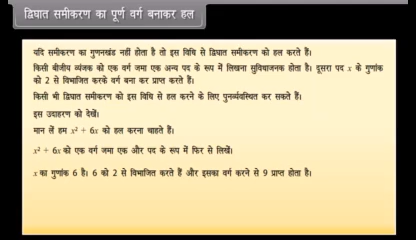 द्विघात समीकरण का पूर्ण वर्ग बनाकर हल
यदि समीकरण का गुणनखंड नहीं होता है तो इस विधि से द्विघात समीकरण को हल करते हैं।
किसी बीजीय व्यंजक को एक वर्ग जमा एक अन्य पद के रूप में लिखना सुविधाजनक होता है। दूसरा पद x के गुणांक
को 2 से विभाजित करके वर्ग बना कर प्राप्त करते हैं।
किसी भी द्विघात समीकरण को इस विधि से हल करने के लिए पुनर्व्यवस्थित कर सकते हैं।
इस उदाहरण को देखें।
मान लें हम x² + 6x को हल करना चाहते हैं।
x² + 6x को एक वर्ग जमा एक और पद के रूप में फिर से लिखें।
x का गुणांक 6 है। 6 को 2 से विभाजित करते हैं और इसका वर्ग करने से 9 प्राप्त होता है।